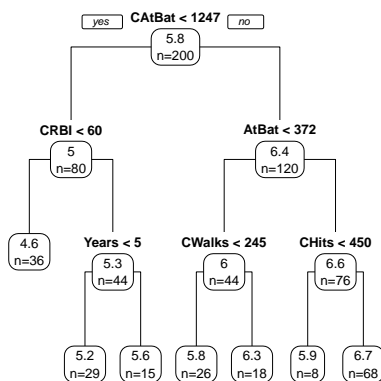 CAtBat < 1247
yes
no
5.8
n=200
CRBI < 60
AtBat < 372
5
n=80
6.4
n=120
Years < 5
CWalks < 245
CHits < 450
4.6
n=36
5.3
n=44
6
n=44
6.6
n=76
5.2
n=29
5.6
n=15
5.8
n=26
6.3
n=18
5.9
n=8
6.7
n=68